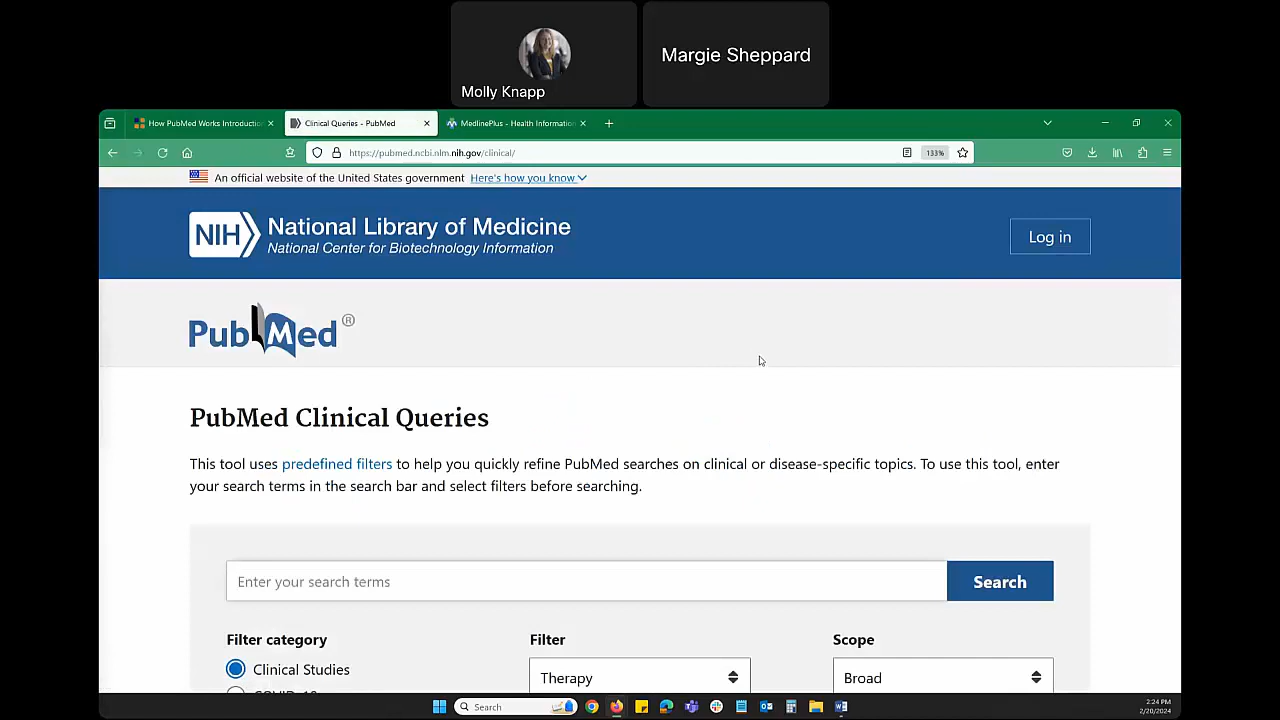 Molly Knapp
Margie Sheppard
How PubMed Works Introduction
Clinical Queries - PubMed
MedlinePlus - Health Information
https://pubmed.ncbi.nlm.nih.gov/clinical/
133%
An official website of the United States government Here's how you know
NIH National Library of Medicine
National Center for Biotechnology Information
Log in
PubMed ®
PubMed Clinical Queries
This tool uses predefined filters to help you quickly refine PubMed searches on clinical or disease-specific topics. To use this tool, enter
your search terms in the search bar and select filters before searching.
Enter your search terms
Search
Filter category
Filter
Scope
Clinical Studies
Therapy
Broad
Search
2:24 PM
2/20/2024